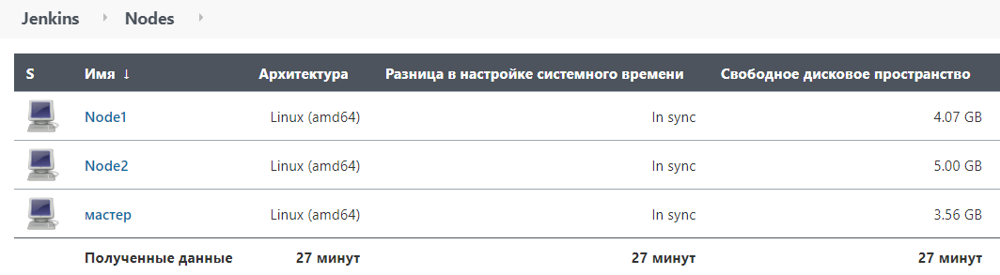 Jenkins Nodes
S Имя ↓ Архитектура Разница в настройке системного времени Свободное дисковое пространство
Node1 Linux (amd64) In sync 4.07 GB
Node2 Linux (amd64) In sync 5.00 GB
мастер Linux (amd64) In sync 3.56 GB
Полученные данные 27 минут 27 минут 27 минут